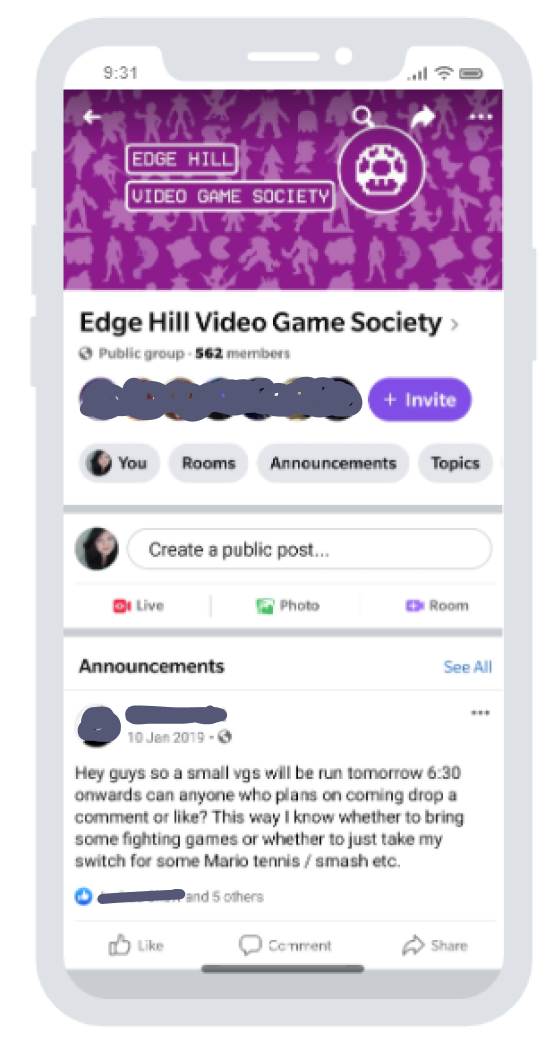 9:31
EDGE HILL
VIDEO GAME SOCIETY
Edge Hill Video Game Society
Public group · 562 members
+ Invite
You Rooms Announcements Topics
Create a public post...
Live Photo Room
Announcements See All
10 Jan 2019 ·
Hey guys so a small vgs will be run tomorrow 6:30
onwards can anyone who plans on coming drop a
comment or like? This way I know whether to bring
some fighting games or whether to just take my
switch for some Mario tennis / smash etc.
and 5 others
Like Comment Share